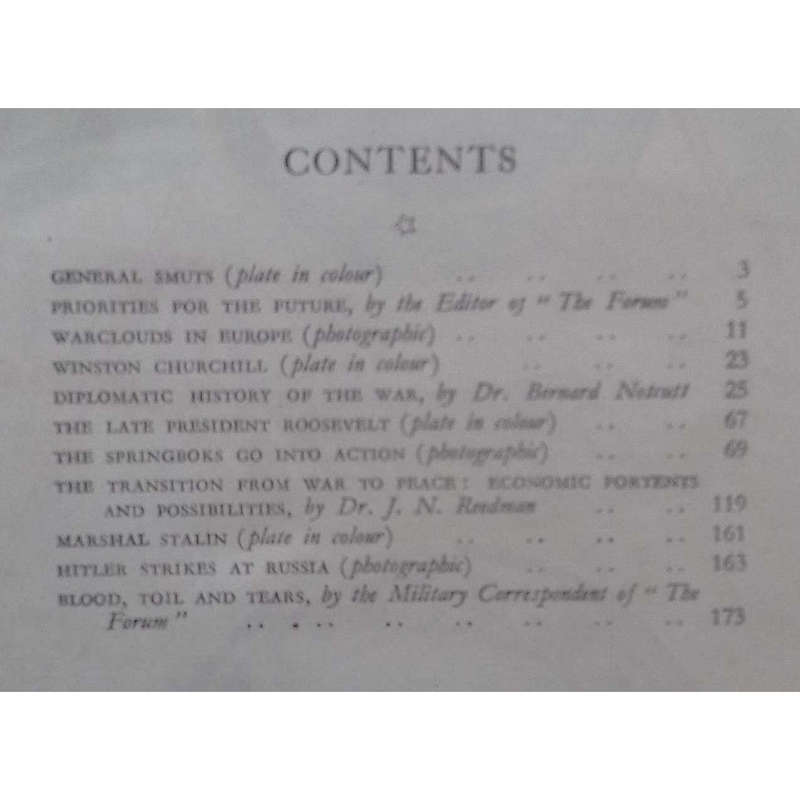 CONTENTS
GENERAL SMUTS (plate in colour) .. .. .. .. 3
PRIORITIES FOR THE FUTURE, by the Editor of "The Forum" 5
WARCLOUDS IN EUROPE (photographic) .. .. .. .. 11
WINSTON CHURCHILL (plate in colour) .. .. .. 23
DIPLOMATIC HISTORY OF THE WAR, by Dr. Bernard Notcutt 25
THE LATE PRESIDENT ROOSEVELT (plate in colour) .. .. 67
THE SPRINGBOKS GO INTO ACTION (photographic) .. .. 69
THE TRANSITION FROM WAR TO PEACE: ECONOMIC PORTENTS
AND POSSIBILITIES, by Dr. J. N. Reedman .. .. 119
MARSHAL STALIN (plate in colour) .. .. .. .. 161
HITLER STRIKES AT RUSSIA (photographic) .. .. .. 163
BLOOD, TOIL AND TEARS, by the Military Correspondent of "The
Forum" .. . .. .. .. .. .. .. 173